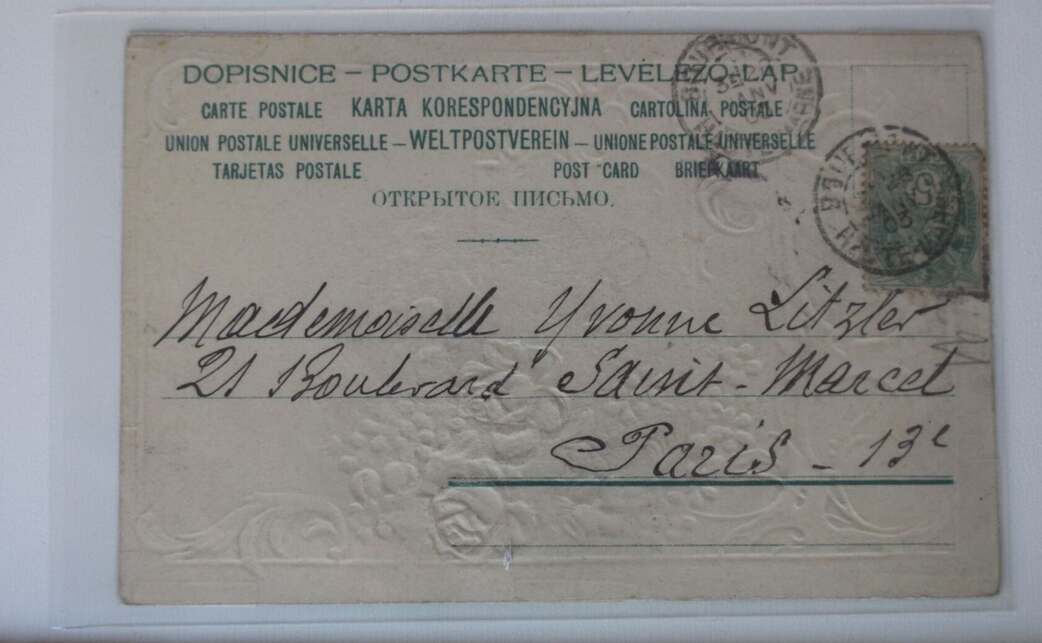 DOPISNICE – POSTKARTE – LEVÉLEZŐ-LAP
CARTE POSTALE KARTA KORESPONDENCYJNA CARTOLINA POSTALE
UNION POSTALE UNIVERSELLE – WELTPOSTVEREIN – UNIONE POSTALE UNIVERSELLE
TARJETAS POSTALE POST CARD BRIEFKAART
ОТКРЫТОЕ ПИСЬМО.
Mademoiselle Yvonne Litzler
21 Boulevard Saint-Marcel
Paris - 13e